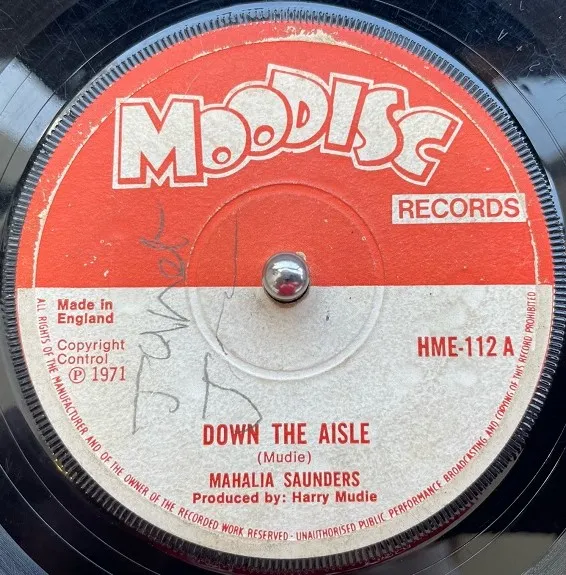 MOODISC
RECORDS
Made in
England
Copyright
Control
Ⓟ 1971
HME-112 A
DOWN THE AISLE
(Mudie)
MAHALIA SAUNDERS
Produced by: Harry Mudie
ALL RIGHTS OF THE MANUFACTURER AND OF THE OWNER OF THE RECORDED WORK RESERVED - UNAUTHORISED PUBLIC PERFORMANCE BROADCASTING AND COPYING OF THIS RECORD PROHIBITED
Janet